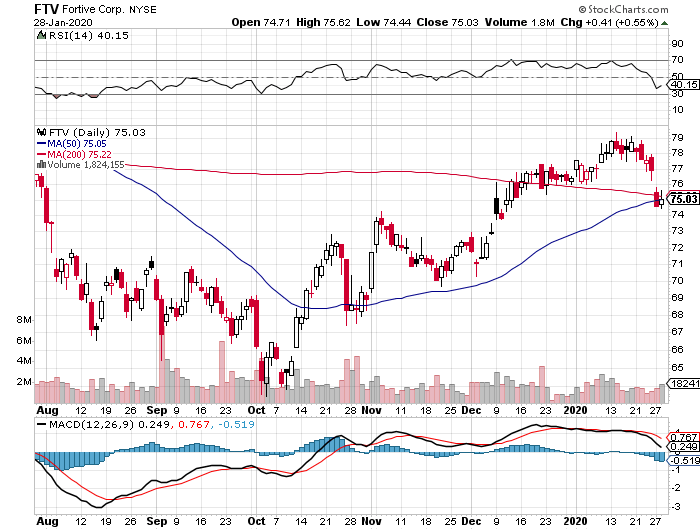 FTV Fortive Corp. NYSE © StockCharts.com
28-Jan-2020 Open 74.71 High 75.62 Low 74.44 Close 75.03 Volume 1.8M Chg +0.41 (+0.55%)
RSI(14) 40.15
90
70
50
40.15
30
10
FTV (Daily) 75.03
MA(50) 75.05
MA(200) 75.22
Volume 1,824,155
79
78
77
76
75.03
74
73
72
71
70
69
68
67
66
65
8M
6M
4M
2M
18241
Aug 12 19 26 Sep 9 16 23 Oct 7 14 21 28 Nov 11 18 25 Dec 9 16 23 2020 13 21 27
MACD(12,26,9) 0.249, 0.767, -0.519
1
0.767
0.249
-0.519
-1
-2
-3
Aug 12 19 26 Sep 9 16 23 Oct 7 14 21 28 Nov 11 18 25 Dec 9 16 23 2020 13 21 27